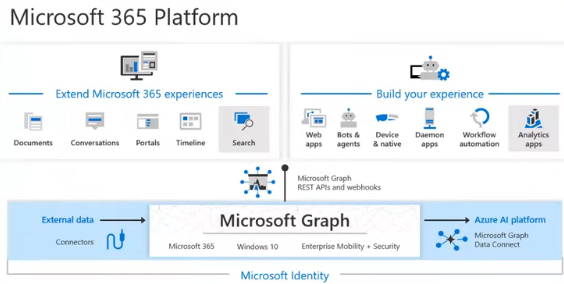 Microsoft 365 Platform
Extend Microsoft 365 experiences
Documents
Conversations
Portals
Timeline
Search
Build your experience
Web
apps
Bots &
agents
Device
& native
Daemon
apps
Workflow
automation
Analytics
apps
Microsoft Graph
REST APIs and webhooks
External data
Connectors
Microsoft Graph
Microsoft 365
Windows 10
Enterprise Mobility + Security
Azure AI platform
Microsoft Graph
Data Connect
Microsoft Identity